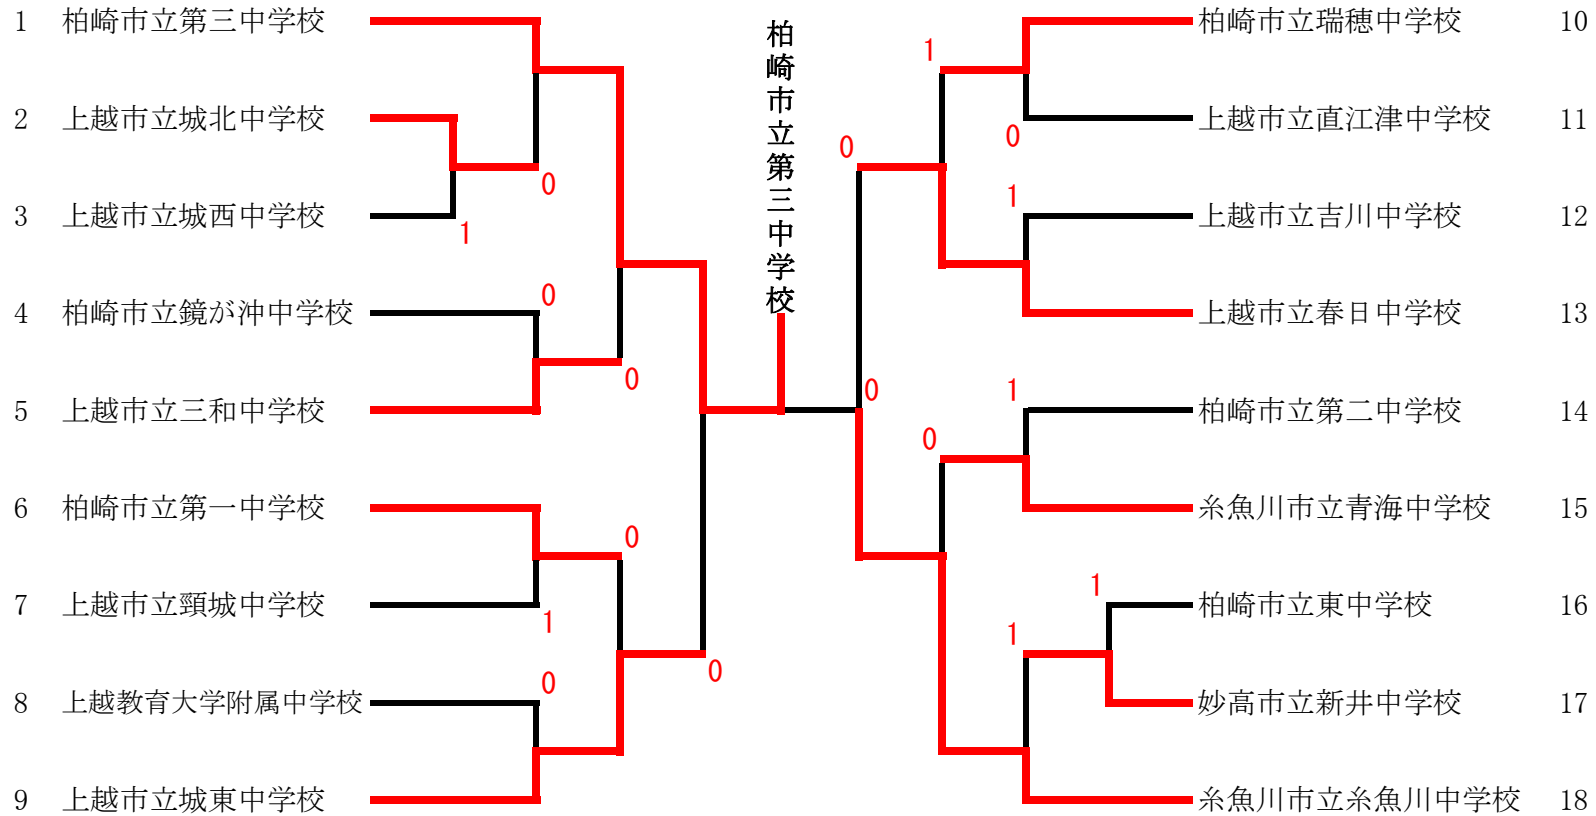 1 柏崎市立第三中学校
2 上越市立城北中学校
0
3 上越市立城西中学校
1
0
4 柏崎市立鏡が沖中学校
0
5 上越市立三和中学校
6 柏崎市立第一中学校
0
7 上越市立頸城中学校
1
0
0
8 上越教育大学附属中学校
9 上越市立城東中学校
柏崎市立第三中学校
柏崎市立瑞穂中学校 10
1
上越市立直江津中学校 11
0
0
1
上越市立吉川中学校 12
上越市立春日中学校 13
0
1
柏崎市立第二中学校 14
0
糸魚川市立青海中学校 15
1
柏崎市立東中学校 16
1
妙高市立新井中学校 17
糸魚川市立糸魚川中学校 18